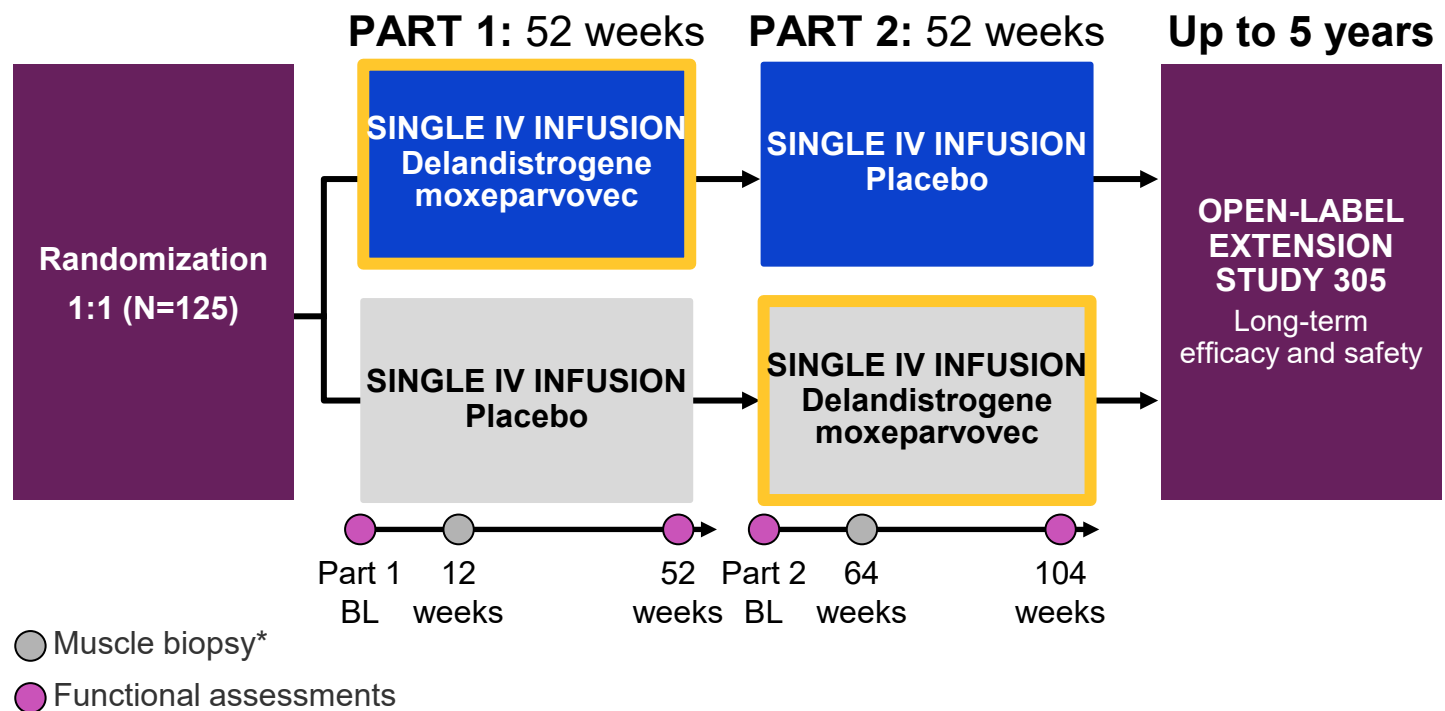 PART 1: 52 weeks
PART 2: 52 weeks
Up to 5 years
Randomization
1:1 (N=125)
SINGLE IV INFUSION
Delandistrogene
moxeparvovec
SINGLE IV INFUSION
Placebo
SINGLE IV INFUSION
Placebo
SINGLE IV INFUSION
Delandistrogene
moxeparvovec
OPEN-LABEL
EXTENSION
STUDY 305
Long-term
efficacy and safety
Part 1
BL
12
weeks
52
weeks
Part 2
BL
64
weeks
104
weeks
Muscle biopsy*
Functional assessments